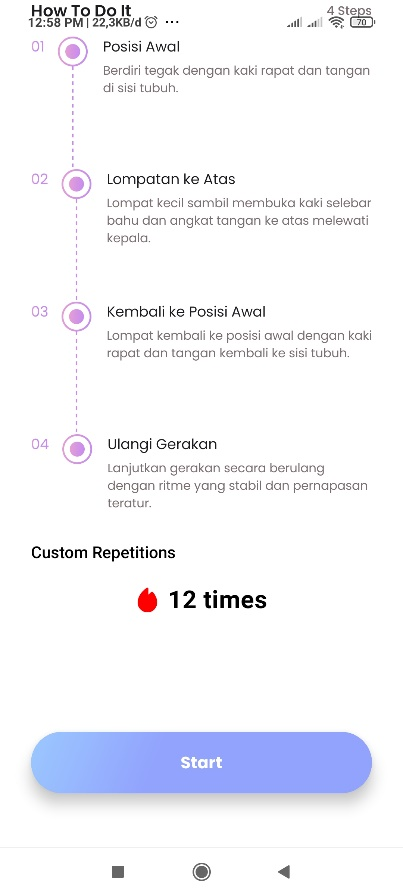 How To Do It
4 Steps
12:58 PM | 22,3KB/d
70
01
Posisi Awal
Berdiri tegak dengan kaki rapat dan tangan
di sisi tubuh.
02
Lompatan ke Atas
Lompat kecil sambil membuka kaki selebar
bahu dan angkat tangan ke atas melewati
kepala.
03
Kembali ke Posisi Awal
Lompat kembali ke posisi awal dengan kaki
rapat dan tangan kembali ke sisi tubuh.
04
Ulangi Gerakan
Lanjutkan gerakan secara berulang
dengan ritme yang stabil dan pernapasan
teratur.
Custom Repetitions
12 times
Start